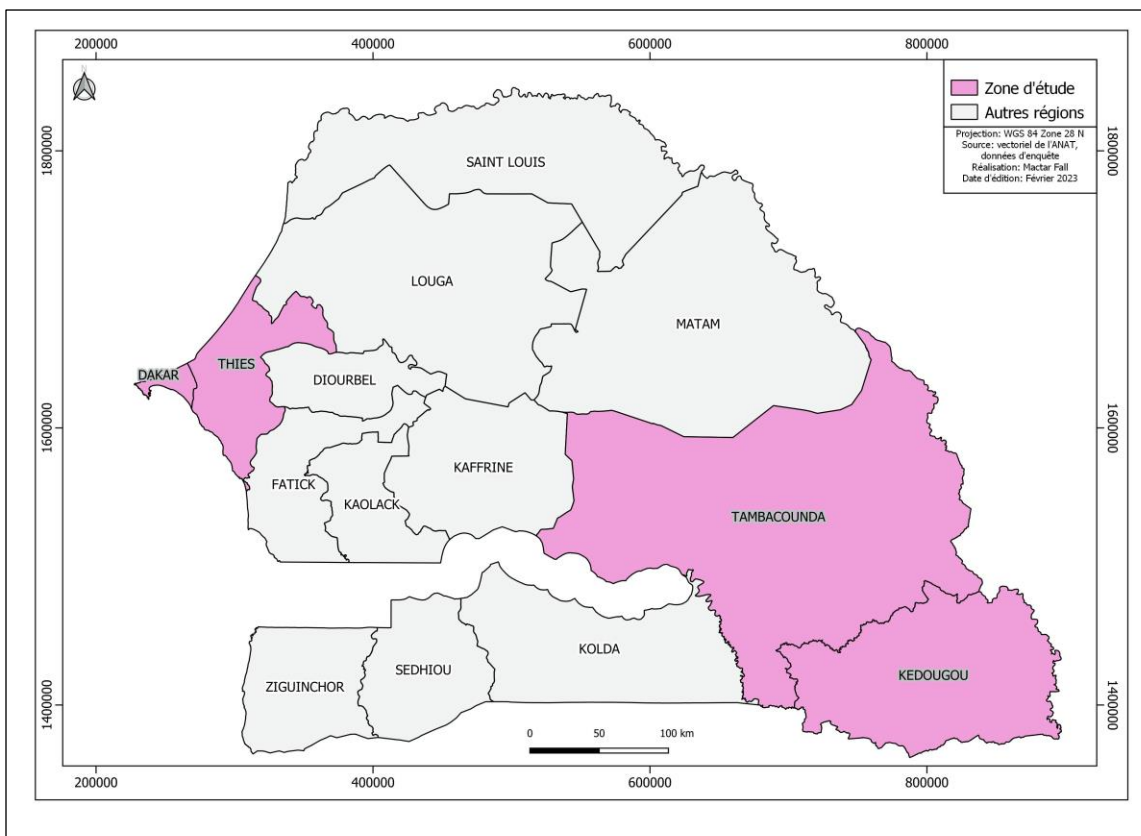 200000 400000 600000 800000
N
Zone d'étude
Autres régions
Projection: WGS 84 Zone 28 N
Source: vectoriel de l'ANAT,
données d'enquête
Réalisation: Mactar Fall
Date d'édition: Février 2023
1800000 1800000
SAINT LOUIS
LOUGA
MATAM
THIES
DAKAR
DIOURBEL
1600000 1600000
KAFFRINE
FATICK
KAOLACK
TAMBACOUNDA
KOLDA
SEDHIOU
KEDOUGOU
ZIGUINCHOR
1400000 1400000
0 50 100 km
200000 400000 600000 800000